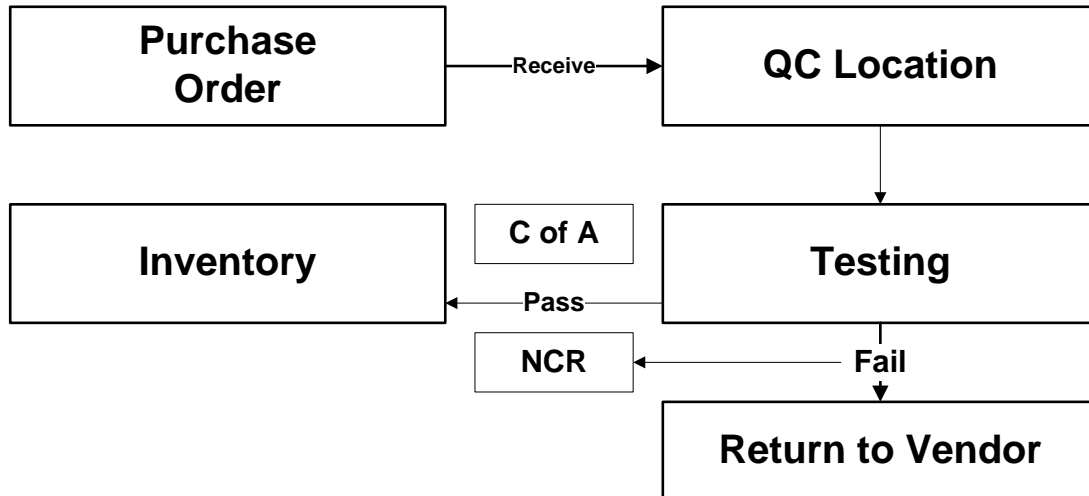 Purchase
Order
Receive
QC Location
Inventory
C of A
Testing
Pass
NCR
Fail
Return to Vendor